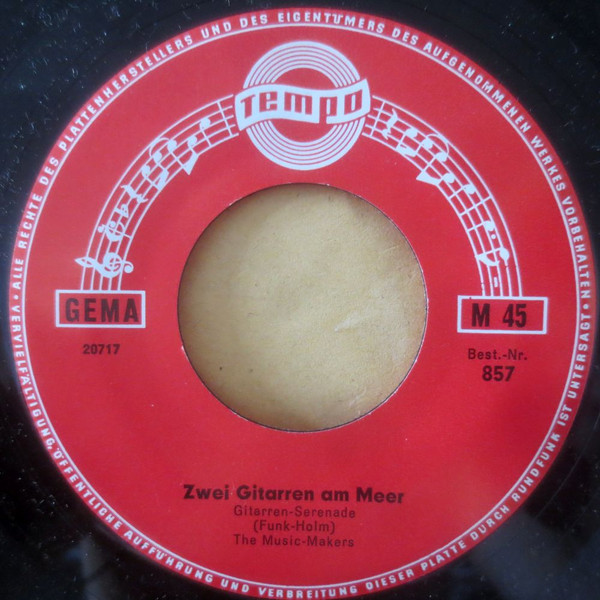 • ALLE RECHTE DES PLATTENHERSTELLERS UND DES EIGENTÜMERS DES AUFGENOMMENEN WERKES VORBEHALTEN •
VERVIELFÄLTIGUNG, ÖFFENTLICHE AUFFÜHRUNG UND VERBREITUNG DIESER PLATTE DURCH RUNDFUNK IST UNTERSAGT
TEMPO
GEMA
M 45
20717
Best.-Nr.
857
Zwei Gitarren am Meer
Gitarren-Serenade
(Funk-Holm)
The Music-Makers